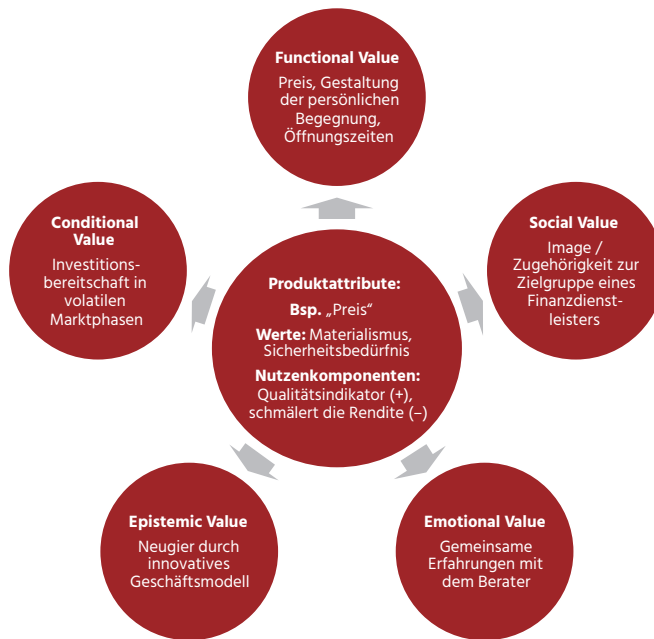 Functional Value
Preis, Gestaltung
der persönlichen
Begegnung,
Öffnungszeiten
Conditional
Value
Investitions-
bereitschaft in
volatilen
Marktphasen
Social Value
Image /
Zugehörigkeit zur
Zielgruppe eines
Finanzdienst-
leisters
Produktattribute:
Bsp. „Preis“
Werte: Materialismus,
Sicherheitsbedürfnis
Nutzenkomponenten:
Qualitätsindikator (+),
schmälert die Rendite (–)
Epistemic Value
Neugier durch
innovatives
Geschäftsmodell
Emotional Value
Gemeinsame
Erfahrungen mit
dem Berater